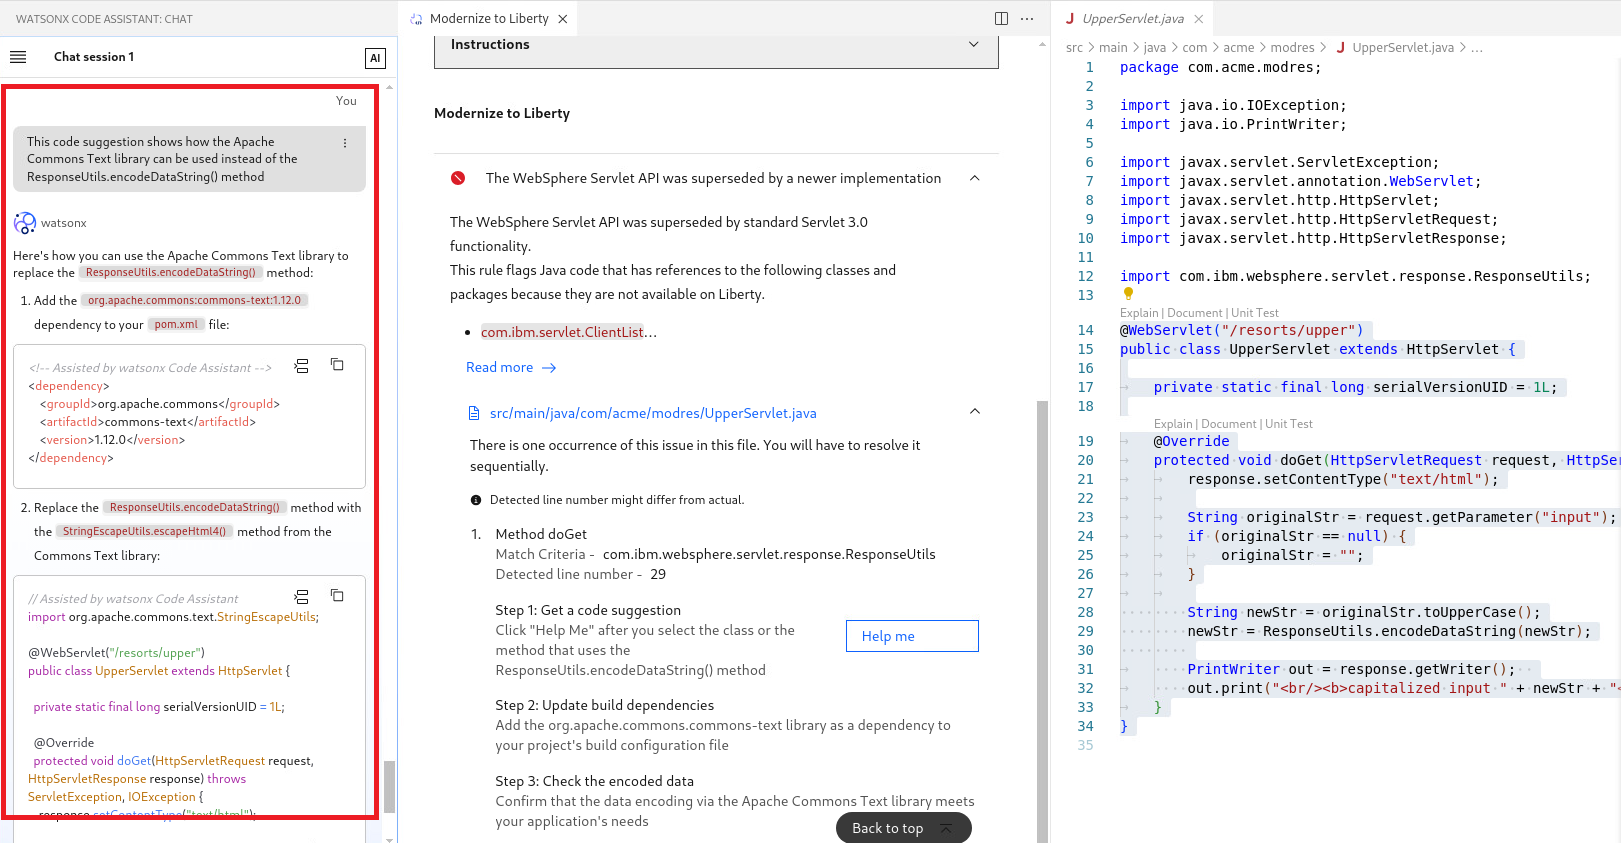 WATSONX CODE ASSISTANT: CHAT
Chat session 1
AI
You
This code suggestion shows how the Apache
Commons Text library can be used instead of the
ResponseUtils.encodeDataString() method
watsonx
Here's how you can use the Apache Commons Text library to
replace the ResponseUtils.encodeDataString() method:
1. Add the org.apache.commons:commons-text:1.12.0
dependency to your pom.xml file:
<!-- Assisted by watsonx Code Assistant -->
<dependency>
<groupId>org.apache.commons</groupId>
<artifactId>commons-text</artifactId>
<version>1.12.0</version>
</dependency>
2. Replace the ResponseUtils.encodeDataString() method with
the StringEscapeUtils.escapeHtml4() method from the
Commons Text library:
// Assisted by watsonx Code Assistant
import org.apache.commons.text.StringEscapeUtils;
@WebServlet("/resorts/upper")
public class UpperServlet extends HttpServlet {
private static final long serialVersionUID = 1L;
@Override
protected void doGet(HttpServletRequest request,
HttpServletResponse response) throws
ServletException, IOException {
response.setContentType("text/html");
Modernize to Liberty
Instructions
Modernize to Liberty
The WebSphere Servlet API was superseded by a newer implementation
The WebSphere Servlet API was superseded by standard Servlet 3.0
functionality.
This rule flags Java code that has references to the following classes and
packages because they are not available on Liberty.
• com.ibm.servlet.ClientList...
Read more →
src/main/java/com/acme/modres/UpperServlet.java
There is one occurrence of this issue in this file. You will have to resolve it
sequentially.
Detected line number might differ from actual.
1. Method doGet
Match Criteria - com.ibm.websphere.servlet.response.ResponseUtils
Detected line number - 29
Step 1: Get a code suggestion
Click "Help Me" after you select the class or the
method that uses the
ResponseUtils.encodeDataString() method
Help me
Step 2: Update build dependencies
Add the org.apache.commons.commons-text library as a dependency to
your project's build configuration file
Step 3: Check the encoded data
Confirm that the data encoding via the Apache Commons Text library meets
your application's needs
Back to top
UpperServlet.java
src > main > java > com > acme > modres > J UpperServlet.java > ...
1 package com.acme.modres;
2
3 import java.io.IOException;
4 import java.io.PrintWriter;
5
6 import javax.servlet.ServletException;
7 import javax.servlet.annotation.WebServlet;
8 import javax.servlet.http.HttpServlet;
9 import javax.servlet.http.HttpServletRequest;
10 import javax.servlet.http.HttpServletResponse;
11
12 import com.ibm.websphere.servlet.response.ResponseUtils;
13
Explain | Document | Unit Test
14 @WebServlet("/resorts/upper")
15 public class UpperServlet extends HttpServlet {
16
17 private static final long serialVersionUID = 1L;
18
Explain | Document | Unit Test
19 @Override
20 protected void doGet(HttpServletRequest request, HttpSer
21 response.setContentType("text/html");
22
23 String originalStr = request.getParameter("input");
24 if (originalStr == null) {
25 originalStr = "";
26 }
27
28 String newStr = originalStr.toUpperCase();
29 newStr = ResponseUtils.encodeDataString(newStr);
30
31 PrintWriter out = response.getWriter();
32 out.print("<br/><b>capitalized input " + newStr + "<
33 }
34 }
35